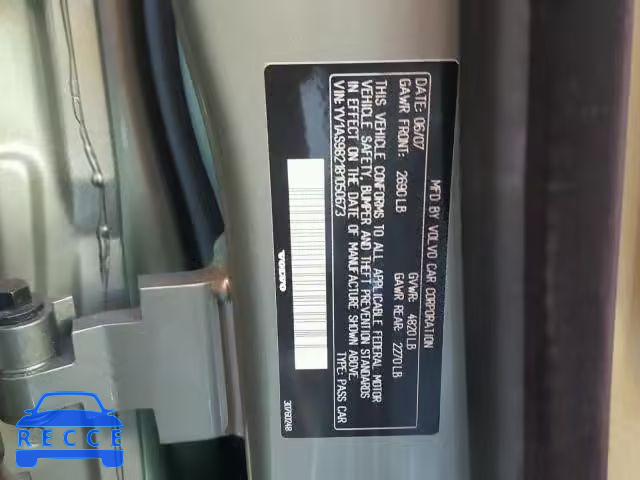 MFD BY VOLVO CAR CORPORATION
DATE: 06/07 GVWR: 4820 LB
GAWR FRONT: 2690 LB GAWR REAR: 2270 LB
THIS VEHICLE CONFORMS TO ALL APPLICABLE FEDERAL MOTOR
VEHICLE SAFETY, BUMPER AND THEFT PREVENTION STANDARDS
IN EFFECT ON THE DATE OF MANUFACTURE SHOWN ABOVE.
VIN: YV1AS982181050673 TYPE: PASS CAR
VOLVO
30760248
RECCE